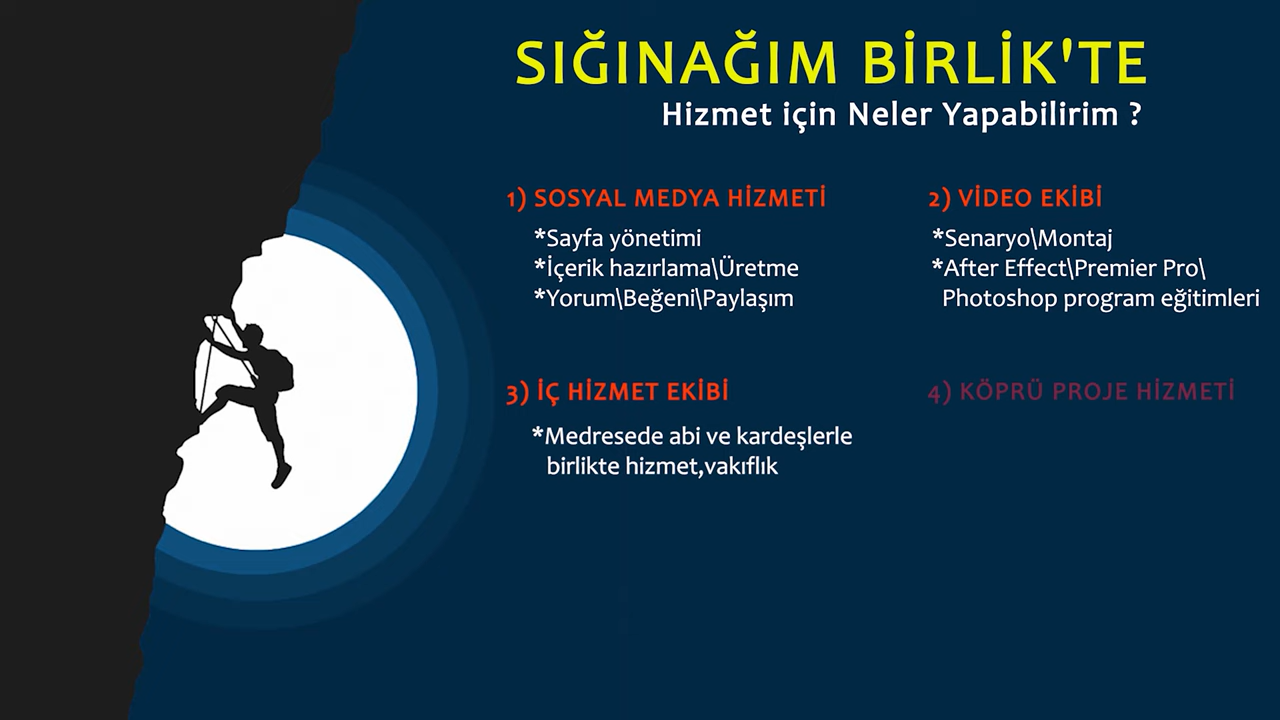 SIĞINAĞIM BİRLİK'TE
Hizmet için Neler Yapabilirim ?
1) SOSYAL MEDYA HİZMETİ
*Sayfa yönetimi
*İçerik hazırlama\Üretme
*Yorum\Beğeni\Paylaşım
2) VİDEO EKİBİ
*Senaryo\Montaj
*After Effect\Premier Pro\
Photoshop program eğitimleri
3) İÇ HİZMET EKİBİ
*Medresede abi ve kardeşlerle
birlikte hizmet,vakıflık
4) KÖPRÜ PROJE HİZMETİ